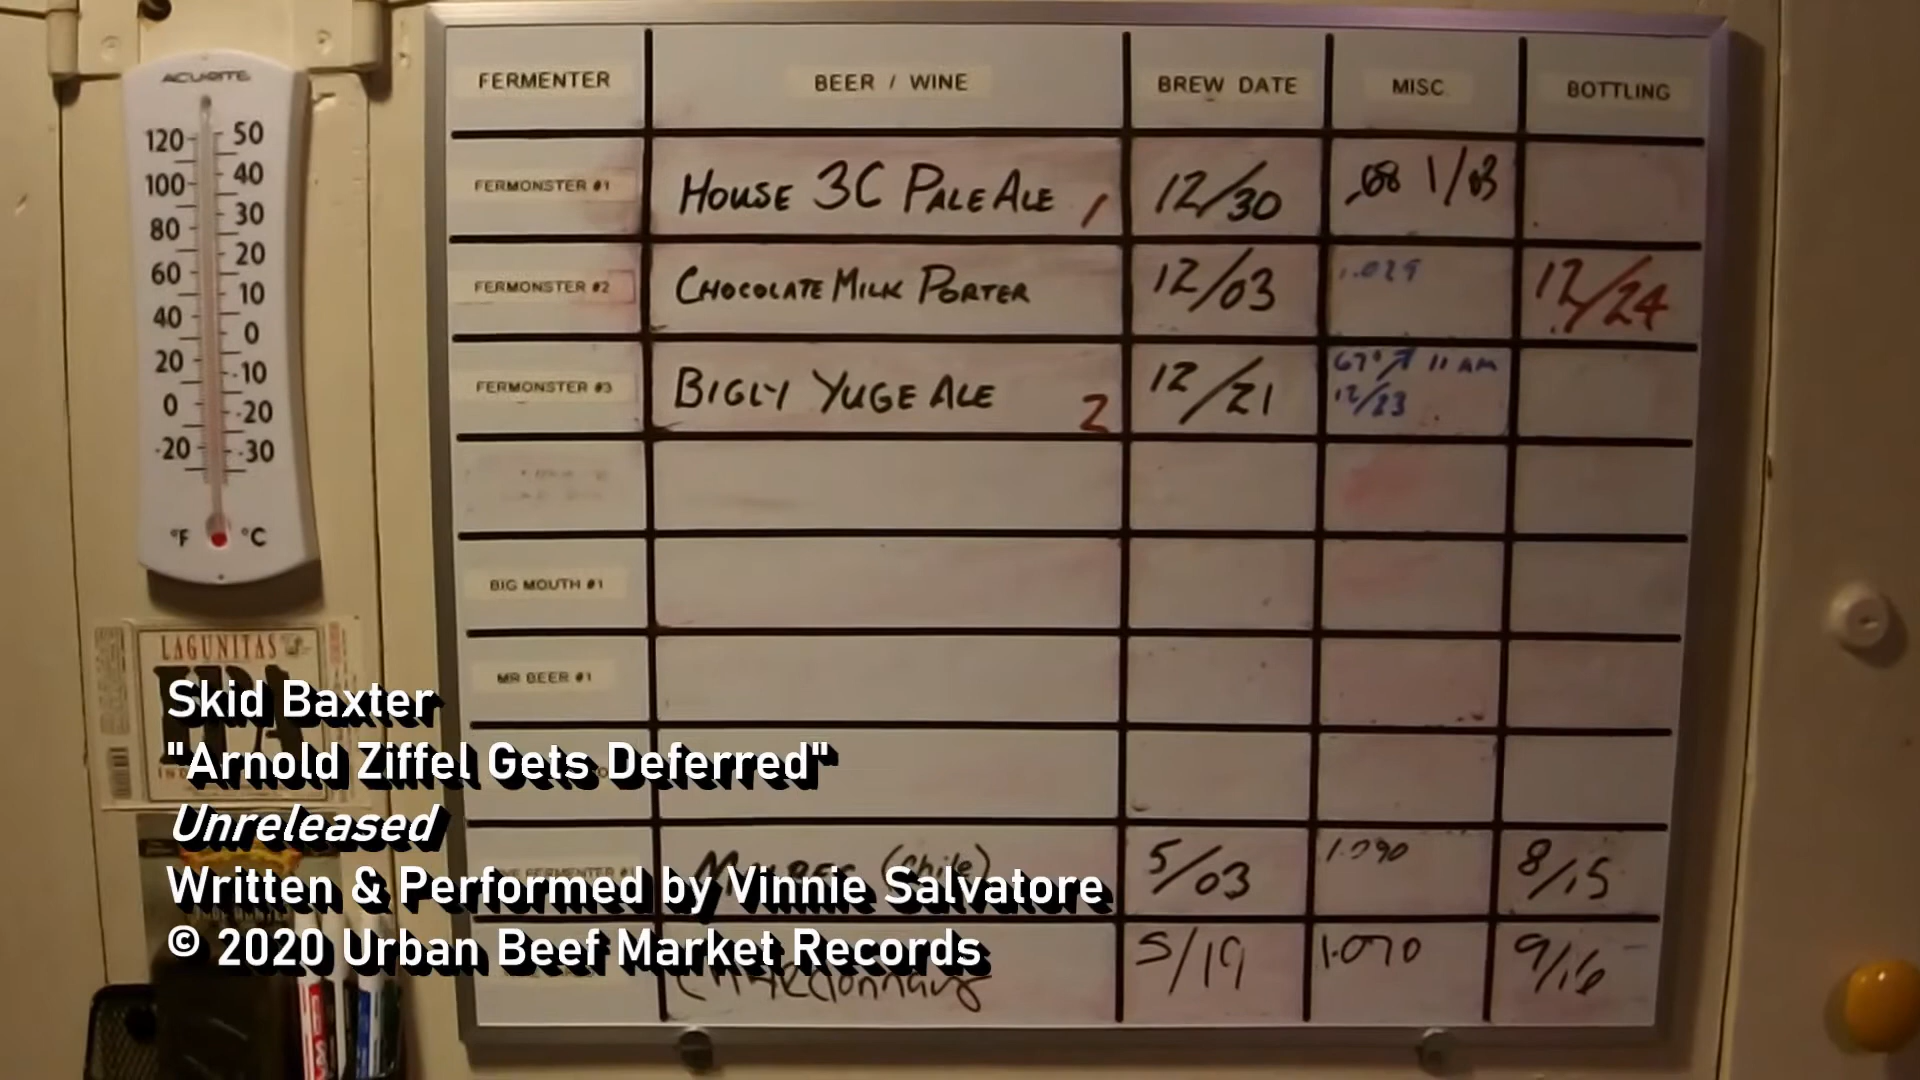 ACURITE
120 50
100 40
80 30
60 20
40 10
20 0
0 -10
-20 -20
-30
°F °C
FERMENTER BEER / WINE BREW DATE MISC BOTTLING
FERMONSTER #1 HOUSE 3C PALE ALE 1 12/30 .08 1/03
FERMONSTER #2 CHOCOLATE MILK PORTER 12/03 1.029 12/24
FERMONSTER #3 BIGLY YUGE ALE 2 12/21 67° 11 AM
12/23
BIG MOUTH #1
MR BEER #1
(Chile) 5/03 1.090 8/15
Chardonnay 5/19 1.070 9/16
LAGUNITAS
IPA
Skid Baxter
"Arnold Ziffel Gets Deferred"
Unreleased
Written & Performed by Vinnie Salvatore
© 2020 Urban Beef Market Records